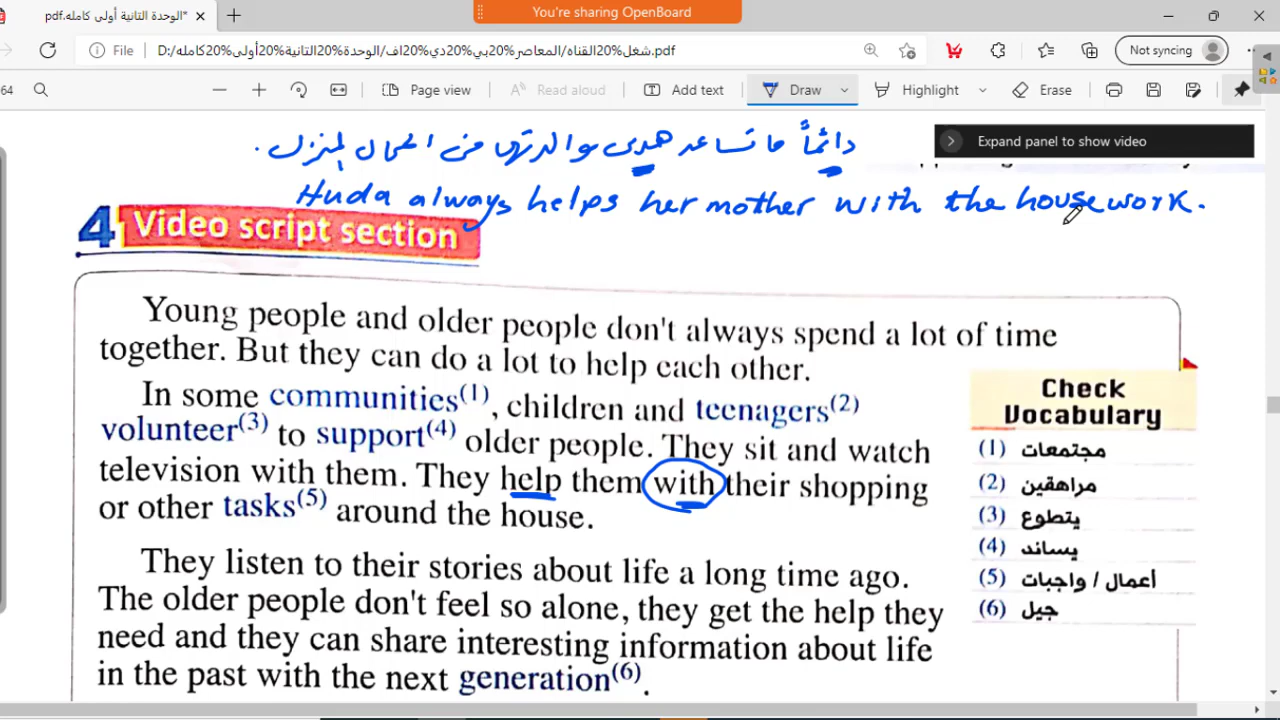 You're sharing OpenBoard
الوحدة الثانية أولى كامله.pdf*
File D:/شغل%20القناه/المعاصر%20بي%20دي%20اف/الوحدة%20الثانية%20أولى%20كامله.pdf Not syncing
64 Page view Read aloud Add text Draw Highlight Erase
Expand panel to show video
دائماً ما تساعد هدى والدتها من اعمال المنزل .
Huda always helps her mother with the housework.
4 Video script section
Young people and older people don't always spend a lot of time
together. But they can do a lot to help each other.
In some communities(1), children and teenagers(2)
volunteer(3) to support(4) older people. They sit and watch
television with them. They help them with their shopping
or other tasks(5) around the house.
They listen to their stories about life a long time ago.
The older people don't feel so alone, they get the help they
need and they can share interesting information about life
in the past with the next generation(6).
Check
Vocabulary
(1) مجتمعات
(2) مراهقين
(3) يتطوع
(4) يساند
(5) أعمال / واجبات
(6) جيل